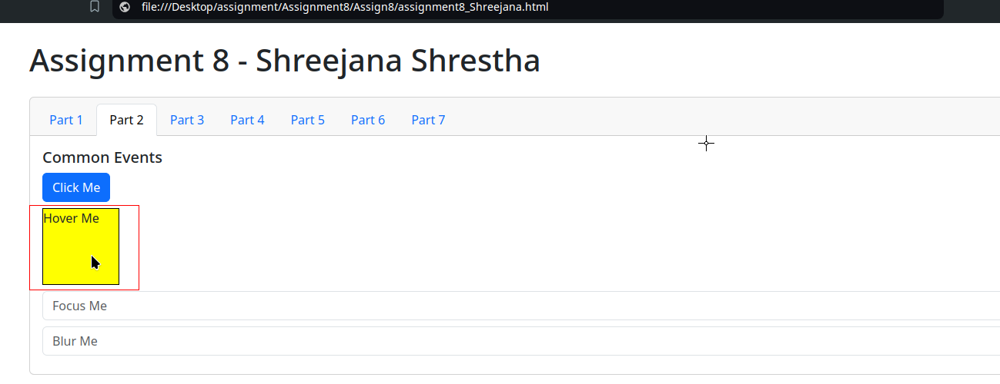 file:///Desktop/assignment/Assignment8/Assign8/assignment8_Shreejana.html
Assignment 8 - Shreejana Shrestha
Part 1 Part 2 Part 3 Part 4 Part 5 Part 6 Part 7
Common Events
Click Me
Hover Me
Focus Me
Blur Me